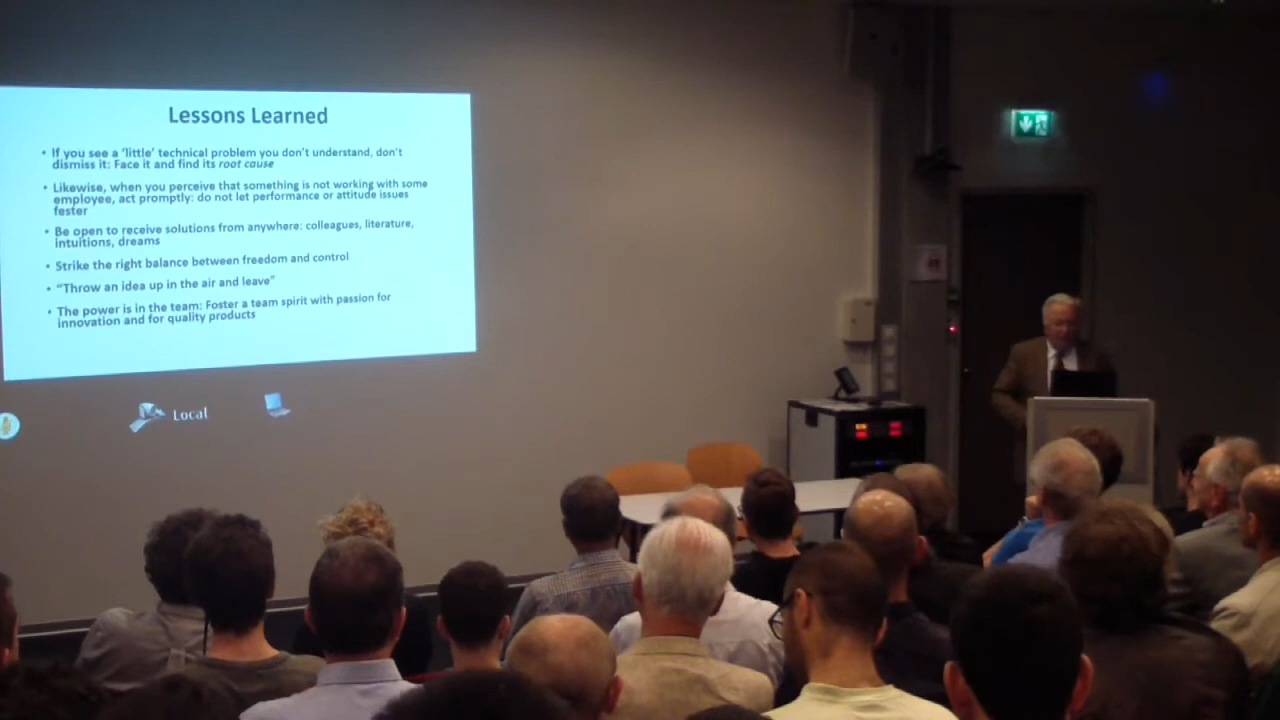 Lessons Learned
• If you see a 'little' technical problem you don't understand, don't
dismiss it: Face it and find its root cause
• Likewise, when you perceive that something is not working with some
employee, act promptly: do not let performance or attitude issues
fester
• Be open to receive solutions from anywhere: colleagues, literature,
intuitions, dreams
• Strike the right balance between freedom and control
• "Throw an idea up in the air and leave"
• The power is in the team: Foster a team spirit with passion for
innovation and for quality products
Local